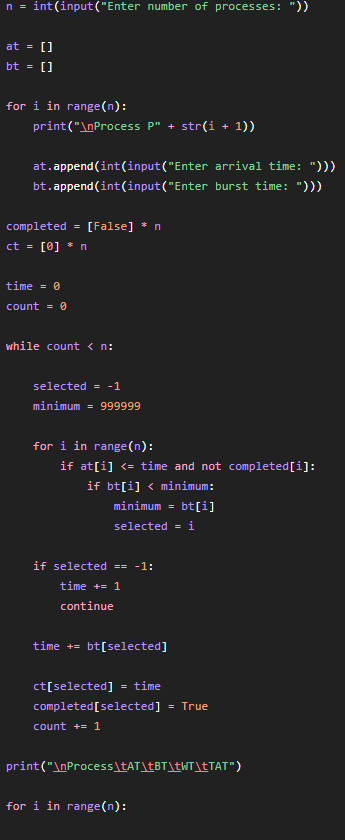 n = int(input("Enter number of processes: "))

at = []
bt = []

for i in range(n):
    print("\nProcess P" + str(i + 1))

    at.append(int(input("Enter arrival time: ")))
    bt.append(int(input("Enter burst time: ")))

completed = [False] * n
ct = [0] * n

time = 0
count = 0

while count < n:

    selected = -1
    minimum = 999999

    for i in range(n):
        if at[i] <= time and not completed[i]:
            if bt[i] < minimum:
                minimum = bt[i]
                selected = i

    if selected == -1:
        time += 1
        continue

    time += bt[selected]

    ct[selected] = time
    completed[selected] = True
    count += 1

print("\nProcess\tAT\tBT\tWT\tTAT")

for i in range(n):